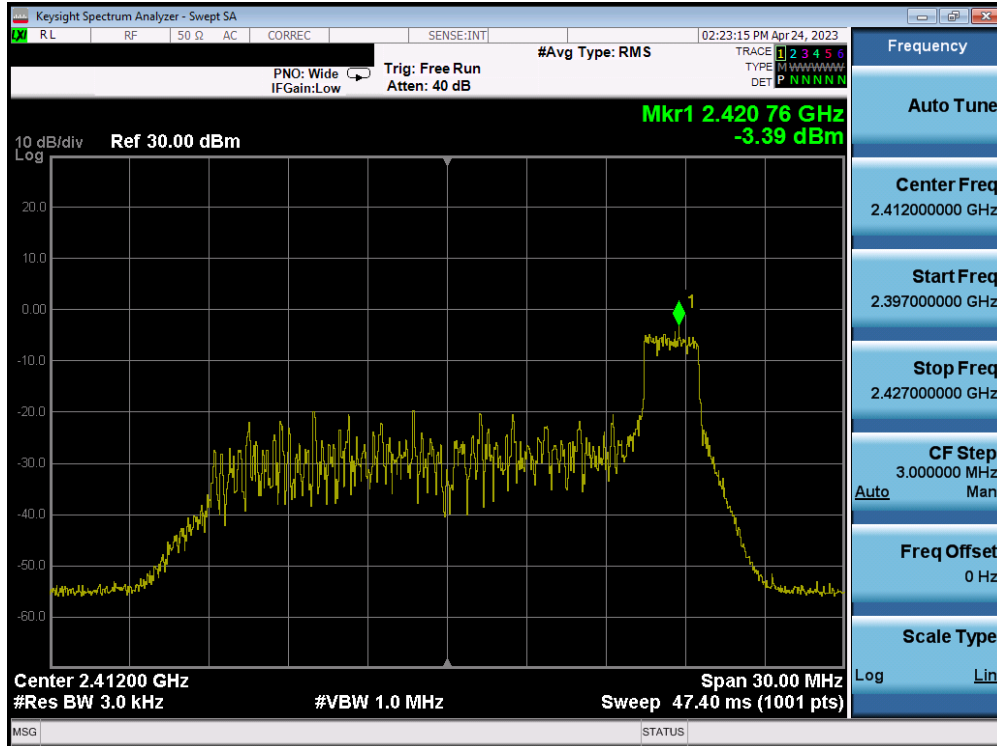 Keysight Spectrum Analyzer - Swept SA
LXI RL RF 50 Ω AC CORREC SENSE:INT 02:23:15 PM Apr 24, 2023
Frequency
#Avg Type: RMS
TRACE 1 2 3 4 5 6
PNO: Wide Trig: Free Run
TYPE M WWWWW
IFGain:Low Atten: 40 dB
DET P N N N N N
Auto Tune
Mkr1 2.420 76 GHz
-3.39 dBm
10 dB/div Ref 30.00 dBm
Log
Center Freq
2.412000000 GHz
20.0
10.0
Start Freq
2.397000000 GHz
1
0.00
-10.0
Stop Freq
2.427000000 GHz
-20.0
-30.0
CF Step
3.000000 MHz
Auto Man
-40.0
-50.0
Freq Offset
0 Hz
-60.0
Scale Type
Log Lin
Center 2.41200 GHz Span 30.00 MHz
#Res BW 3.0 kHz #VBW 1.0 MHz Sweep 47.40 ms (1001 pts)
MSG STATUS